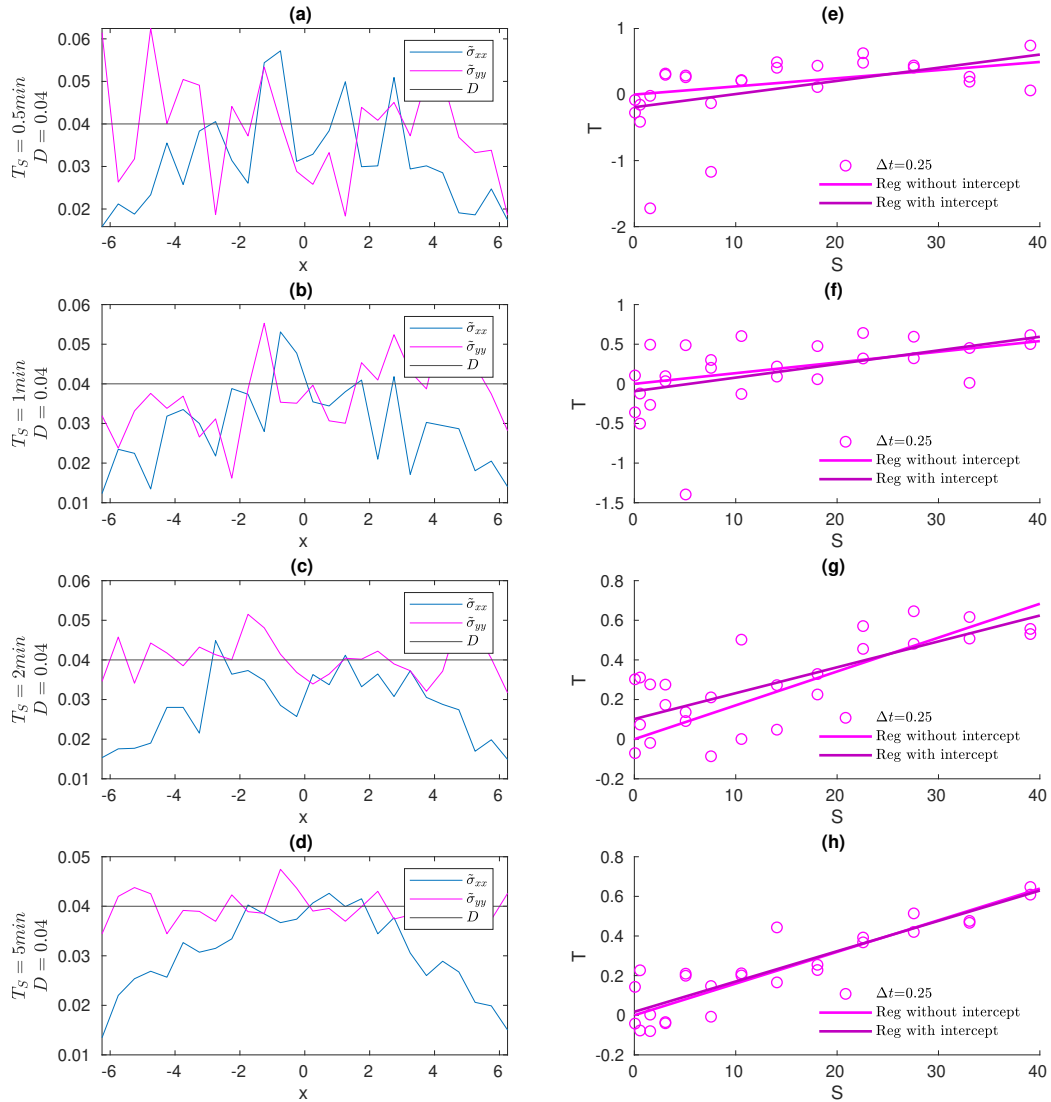 (a)
0.06
0.05
0.04
0.03
0.02
T_S = 0.5min
D = 0.04
σ̃_xx
σ̃_yy
D
-6 -4 -2 0 2 4 6
x
(e)
1
0
-1
-2
T
Δt=0.25
Reg without intercept
Reg with intercept
0 10 20 30 40
S
(b)
0.06
0.05
0.04
0.03
0.02
0.01
T_S = 1min
D = 0.04
σ̃_xx
σ̃_yy
D
-6 -4 -2 0 2 4 6
x
(f)
1
0.5
0
-0.5
-1
-1.5
T
Δt=0.25
Reg without intercept
Reg with intercept
0 10 20 30 40
S
(c)
0.06
0.05
0.04
0.03
0.02
0.01
T_S = 2min
D = 0.04
σ̃_xx
σ̃_yy
D
-6 -4 -2 0 2 4 6
x
(g)
0.8
0.6
0.4
0.2
0
-0.2
T
Δt=0.25
Reg without intercept
Reg with intercept
0 10 20 30 40
S
(d)
0.05
0.04
0.03
0.02
0.01
T_S = 5min
D = 0.04
σ̃_xx
σ̃_yy
D
-6 -4 -2 0 2 4 6
x
(h)
0.8
0.6
0.4
0.2
0
-0.2
T
Δt=0.25
Reg without intercept
Reg with intercept
0 10 20 30 40
S